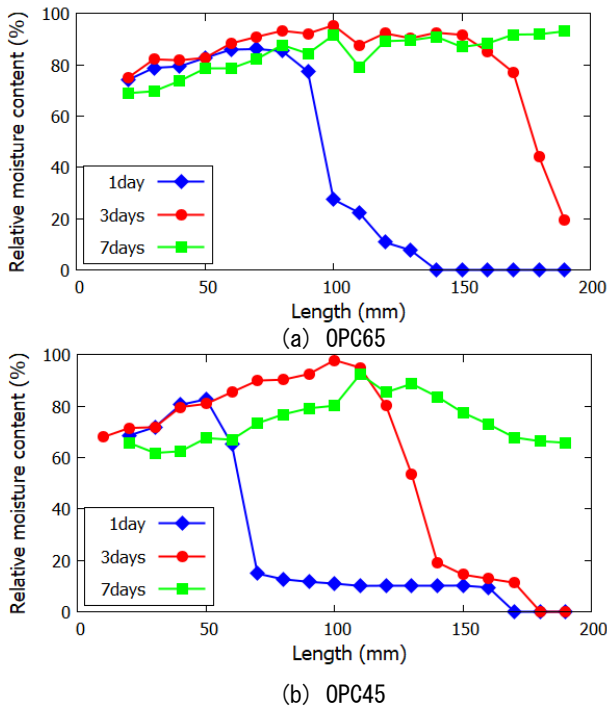 100
80
60
40
20
0
Relative moisture content (%)
1day
3days
7days
0 50 100 150 200
Length (mm)
(a) OPC65
100
80
60
40
20
0
Relative moisture content (%)
1day
3days
7days
0 50 100 150 200
Length (mm)
(b) OPC45